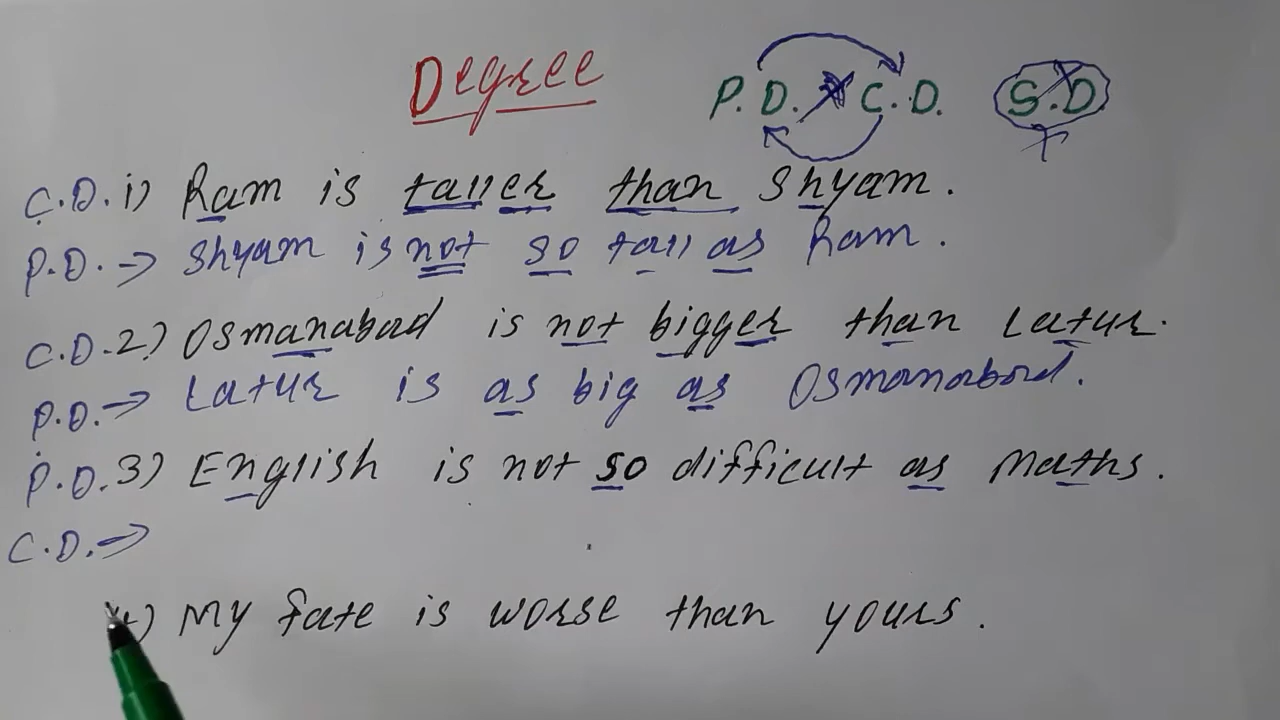 Degree P.D. C.D. S.D
C.D. 1) Ram is taller than Shyam.
P.D. → Shyam is not so tall as Ram.
C.D. 2) Osmanabad is not bigger than Latur.
P.D. → Latur is as big as Osmanabad.
P.D. 3) English is not so difficult as Maths.
C.D. →
) My fate is worse than yours.